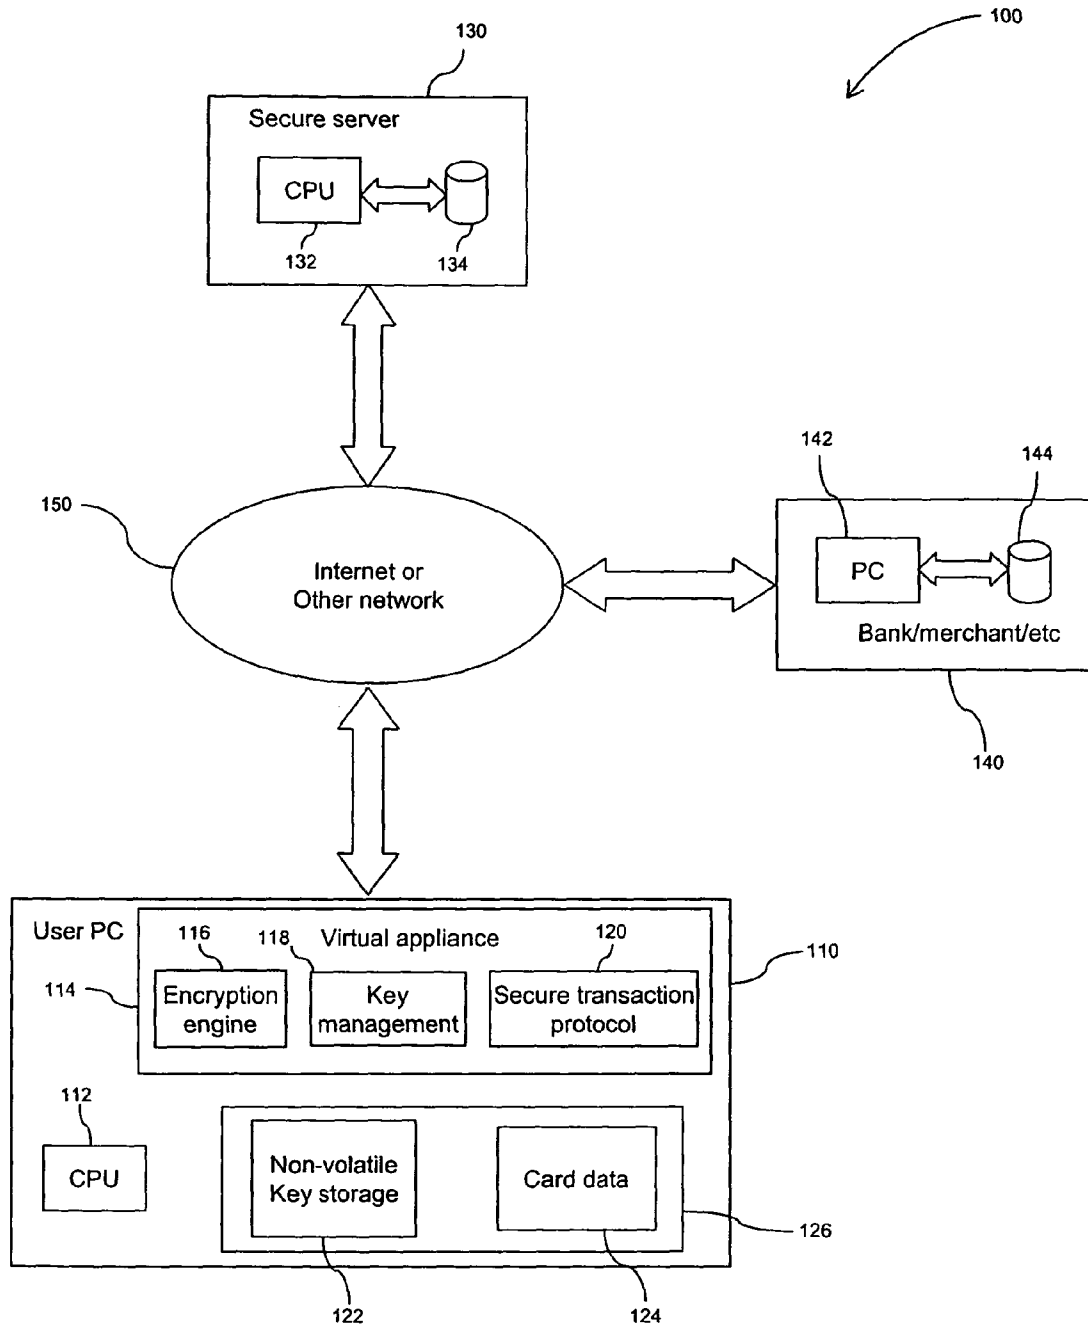 100
130
Secure server
CPU
132
134
142
144
150
Internet or
Other network
PC
Bank/merchant/etc
140
User PC
116
Virtual appliance
118
120
110
114
Encryption
engine
Key
management
Secure transaction
protocol
112
CPU
Non-volatile
Key storage
Card data
126
122
124